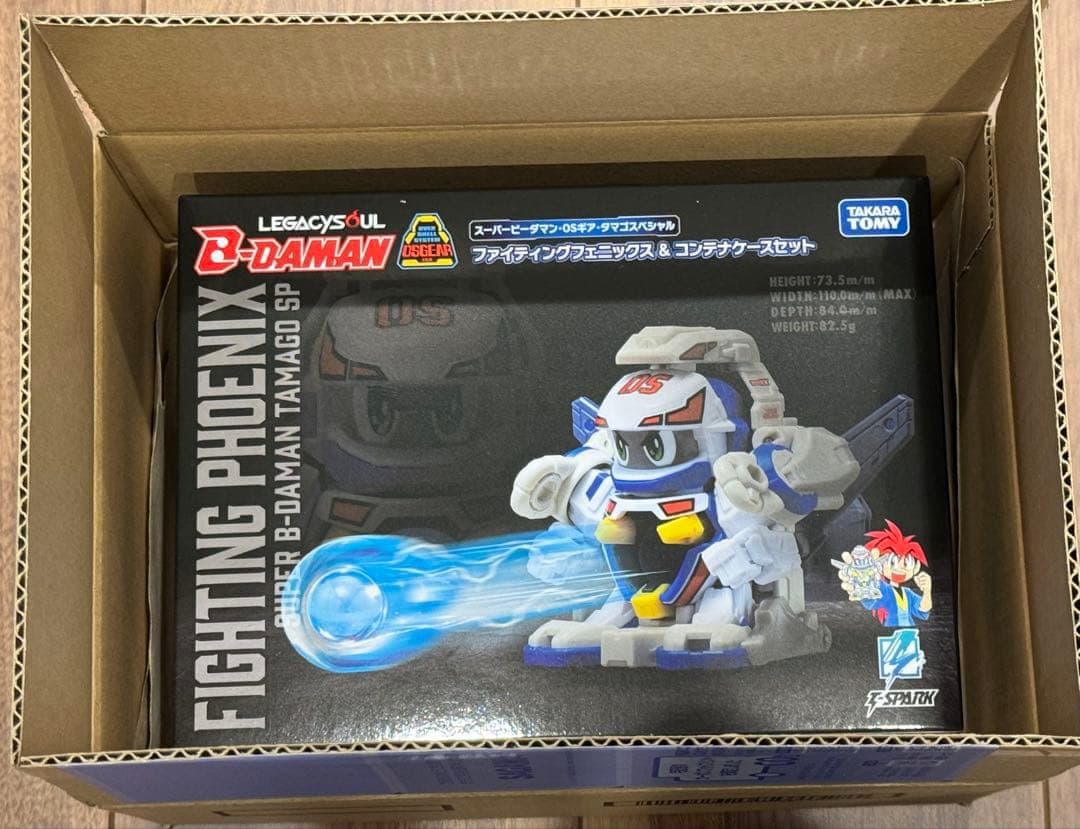 LEGACYSOUL
B-DAMAN
OVER
SHELL
SYSTEM
OSGEAR
スーパービーダマン・OSギア・タマゴスペシャル
ファイティングフェニックス & コンテナケースセット
TAKARA
TOMY
HEIGHT:73.5m/m
WIDTH:110.0m/m(MAX)
DEPTH:84.0m/m
WEIGHT:82.5g
FIGHTING PHOENIX
SUPER B-DAMAN TAMAGO SP
OS
OS
T-SPARK